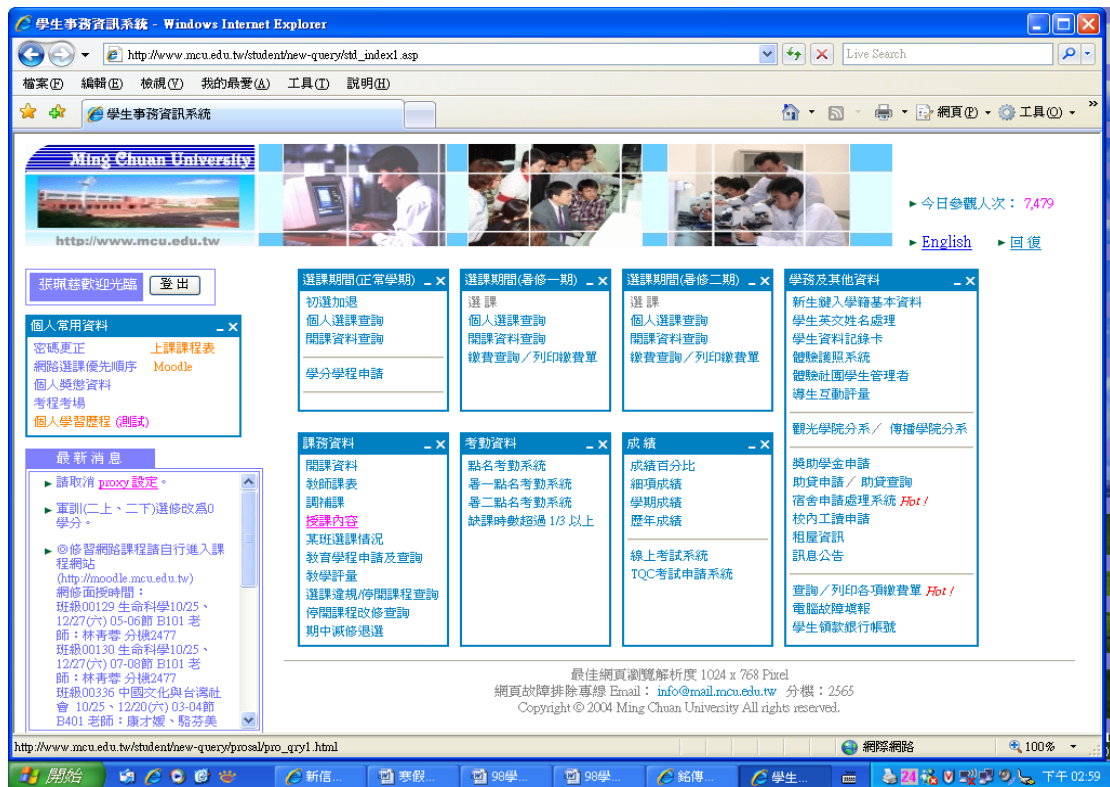 學生事務資訊系統 - Windows Internet Explorer
http://www.mcu.edu.tw/student/new-query/std_index1.asp
Live Search
檔案(F) 編輯(E) 檢視(V) 我的最愛(A) 工具(T) 說明(H)
學生事務資訊系統
網頁(P) 工具(O)
Ming Chuan University
http://www.mcu.edu.tw
今日參觀人次： 7,479
English 回復
歡迎光臨 登出
個人常用資料
密碼更正 上課課程表
網路選課優先順序 Moodle
個人獎懲資料
考程考場
個人學習歷程 (測試)
最新消息
請取消 proxy 設定。
軍訓(二上、二下)選修改為0
學分。
◎修習網路課程請自行進入課
程網站
(http://moodle.mcu.edu.tw)
網修面授時間：
班級00129 生命科學10/25、
12/27(六) 05-06節 B101 老
師：林青蓉 分機2477
班級00130 生命科學10/25、
12/27(六) 07-08節 B101 老
師：林青蓉 分機2477
班級00336 中國文化與台灣社
會 10/25、12/20(六) 03-04節
B401 老師：康才媛、駱芬美
選課期間(正常學期)
初選加退
個人選課查詢
開課資料查詢
學分學程申請
選課期間(暑修一期)
選 課
個人選課查詢
開課資料查詢
繳費查詢／列印繳費單
選課期間(暑修二期)
選 課
個人選課查詢
開課資料查詢
繳費查詢／列印繳費單
學務及其他資料
新生鍵入學籍基本資料
學生英文姓名處理
學生資料記錄卡
體驗護照系統
體驗社團學生管理者
導生互動評量
觀光學院分系／ 傳播學院分系
獎助學金申請
助貸申請／ 助貸查詢
宿舍申請處理系統 Hot !
校內工讀申請
租屋資訊
訊息公告
查詢／列印各項繳費單 Hot !
電腦故障填報
學生領款銀行帳號
課務資料
開課資料
教師課表
調補課
授課內容
某班選課情況
教育學程申請及查詢
教學評量
選課違規/停開課程查詢
停開課程改修查詢
期中減修退選
考勤資料
點名考勤系統
暑一點名考勤系統
暑二點名考勤系統
缺課時數超過 1/3 以上
成 績
成績百分比
細項成績
學期成績
歷年成績
線上考試系統
TQC考試申請系統
最佳網頁瀏覽解析度 1024 x 768 Pixel
網頁故障排除專線 Email： info@mail.mcu.edu.tw 分機：2565
Copyright © 2004 Ming Chuan University All rights reserved.
http://www.mcu.edu.tw/student/new-query/prosal/pro_qry1.html
網際網路 100%
開始 新信... 寒假... 98學... 98學... 銘傳... 學生... 24 下午 02:59